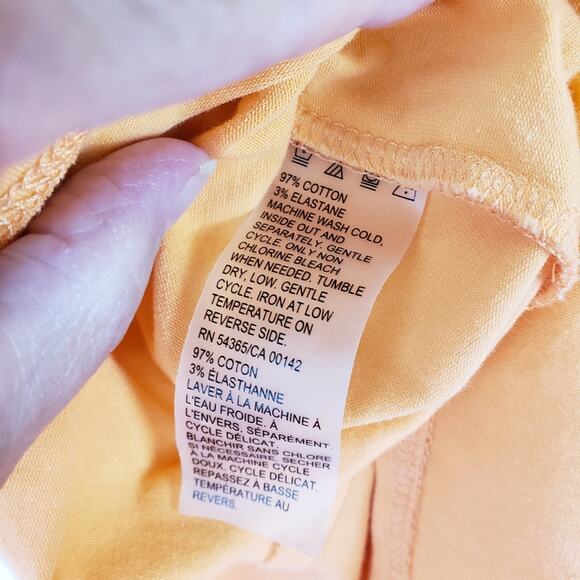 97% COTTON
3% ELASTANE
MACHINE WASH COLD,
INSIDE OUT AND
SEPARATELY. GENTLE
CYCLE. ONLY NON
CHLORINE BLEACH
WHEN NEEDED. TUMBLE
DRY, LOW. GENTLE
CYCLE. IRON AT LOW
TEMPERATURE ON
REVERSE SIDE.
RN 54365/CA 00142
97% COTON
3% ÉLASTHANNE
LAVER À LA MACHINE À
L'EAU FROIDE, À
L'ENVERS, SÉPARÉMENT.
CYCLE DÉLICAT.
BLANCHIR SANS CHLORE
SI NÉCESSAIRE. SÉCHER
À LA MACHINE CYCLE
DOUX. CYCLE DÉLICAT.
REPASSEZ À BASSE
TEMPÉRATURE AU
REVERS.